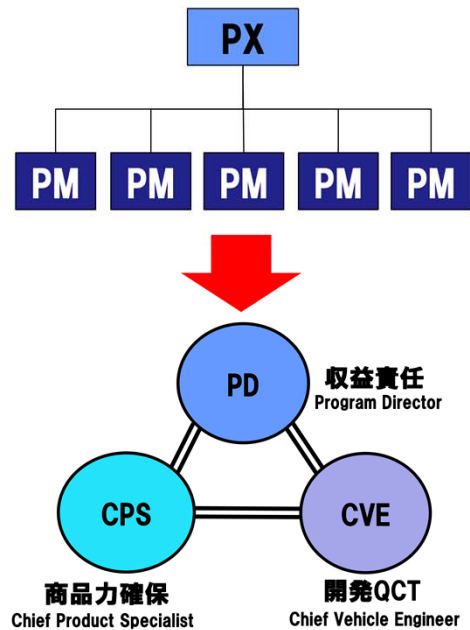 PX
PM PM PM PM PM
PD
収益責任
Program Director
CPS
CVE
商品力確保
Chief Product Specialist
開発QCT
Chief Vehicle Engineer